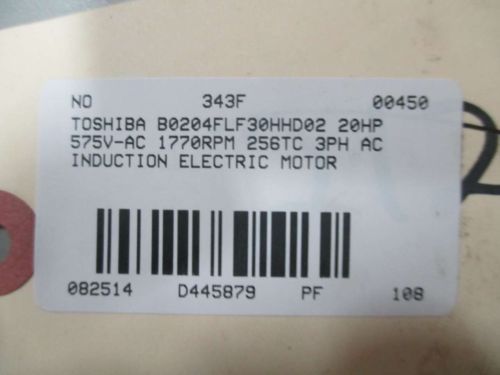 NO 343F 00450
TOSHIBA B0204FLF30HHD02 20HP
575V-AC 1770RPM 256TC 3PH AC
INDUCTION ELECTRIC MOTOR
082514 D445879 PF 108